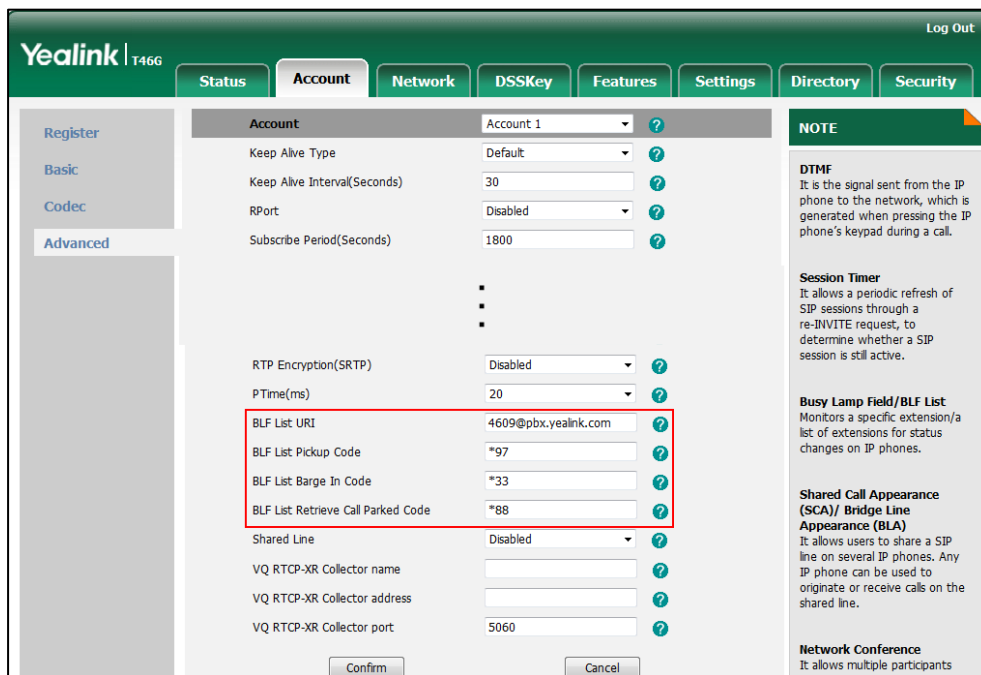 Log Out
Yealink T46G
Status Account Network DSSKey Features Settings Directory Security
Register
Basic
Codec
Advanced
Account Account 1 ?
Keep Alive Type Default ?
Keep Alive Interval(Seconds) 30 ?
RPort Disabled ?
Subscribe Period(Seconds) 1800 ?
RTP Encryption(SRTP) Disabled ?
PTime(ms) 20 ?
BLF List URI 4609@pbx.yealink.com ?
BLF List Pickup Code *97 ?
BLF List Barge In Code *33 ?
BLF List Retrieve Call Parked Code *88 ?
Shared Line Disabled ?
VQ RTCP-XR Collector name ?
VQ RTCP-XR Collector address ?
VQ RTCP-XR Collector port 5060 ?
Confirm Cancel
NOTE
DTMF
It is the signal sent from the IP
phone to the network, which is
generated when pressing the IP
phone's keypad during a call.
Session Timer
It allows a periodic refresh of
SIP sessions through a
re-INVITE request, to
determine whether a SIP
session is still active.
Busy Lamp Field/BLF List
Monitors a specific extension/a
list of extensions for status
changes on IP phones.
Shared Call Appearance
(SCA)/ Bridge Line
Appearance (BLA)
It allows users to share a SIP
line on several IP phones. Any
IP phone can be used to
originate or receive calls on the
shared line.
Network Conference
It allows multiple participants